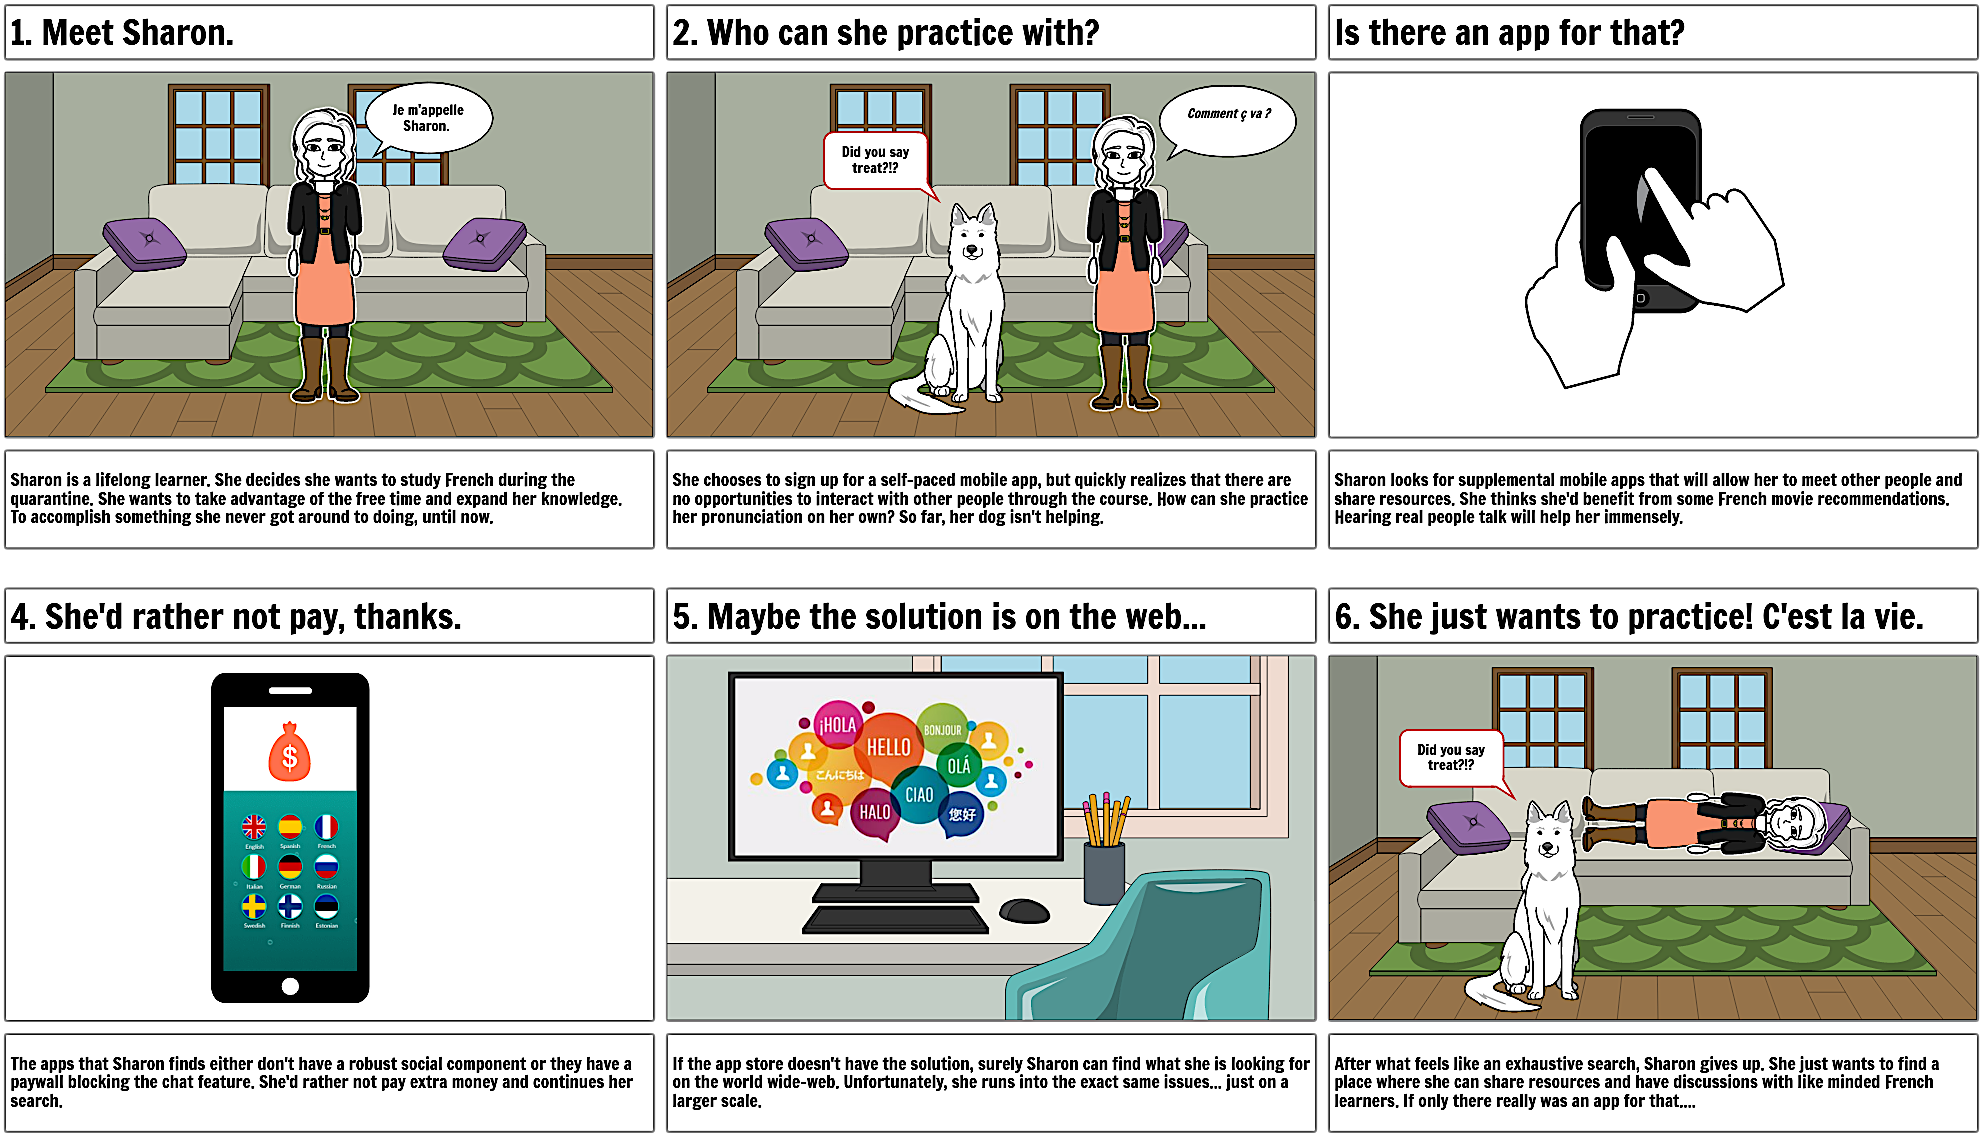 1. Meet Sharon.
Je m'appelle
Sharon.
Sharon is a lifelong learner. She decides she wants to study French during the
quarantine. She wants to take advantage of the free time and expand her knowledge.
To accomplish something she never got around to doing, until now.
2. Who can she practice with?
Did you say
treat?!?
Comment ç va ?
She chooses to sign up for a self-paced mobile app, but quickly realizes that there are
no opportunities to interact with other people through the course. How can she practice
her pronunciation on her own? So far, her dog isn't helping.
Is there an app for that?
Sharon looks for supplemental mobile apps that will allow her to meet other people and
share resources. She thinks she'd benefit from some French movie recommendations.
Hearing real people talk will help her immensely.
4. She'd rather not pay, thanks.
$
English Spanish French
Italian German Russian
Swedish Finnish Estonian
The apps that Sharon finds either don't have a robust social component or they have a
paywall blocking the chat feature. She'd rather not pay extra money and continues her
search.
5. Maybe the solution is on the web...
¡HOLA
HELLO
BONJOUR
こんにちは
OLÁ
HALO
CIAO
您好
If the app store doesn't have the solution, surely Sharon can find what she is looking for
on the world wide-web. Unfortunately, she runs into the exact same issues... just on a
larger scale.
6. She just wants to practice! C'est la vie.
Did you say
treat?!?
After what feels like an exhaustive search, Sharon gives up. She just wants to find a
place where she can share resources and have discussions with like minded French
learners. If only there really was an app for that....